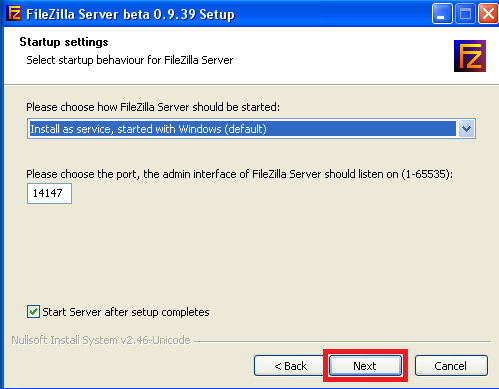 FileZilla Server beta 0.9.39 Setup
Startup settings
Select startup behaviour for FileZilla Server
Please choose how FileZilla Server should be started:
Install as service, started with Windows (default)
Please choose the port, the admin interface of FileZilla Server should listen on (1-65535):
14147
Start Server after setup completes
Nullsoft Install System v2.46-Unicode
< Back Next Cancel